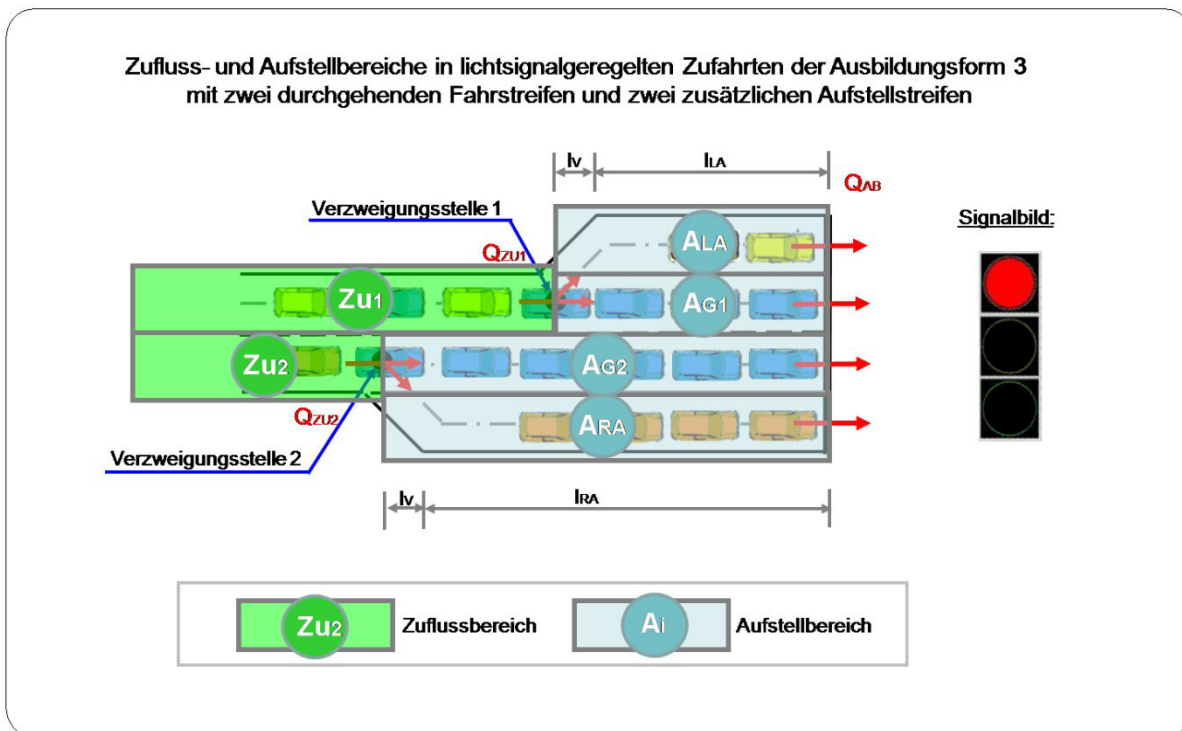 Zufluss- und Aufstellbereiche in lichtsignalgeregelten Zufahrten der Ausbildungsform 3
mit zwei durchgehenden Fahrstreifen und zwei zusätzlichen Aufstellstreifen
lV
lLA
QAB
Verzweigungsstelle 1
Signalbild:
QZU1
ALA
Zu1
AG1
Zu2
AG2
QZU2
ARA
Verzweigungsstelle 2
lV
lRA
Zu2
Zuflussbereich
Ai
Aufstellbereich